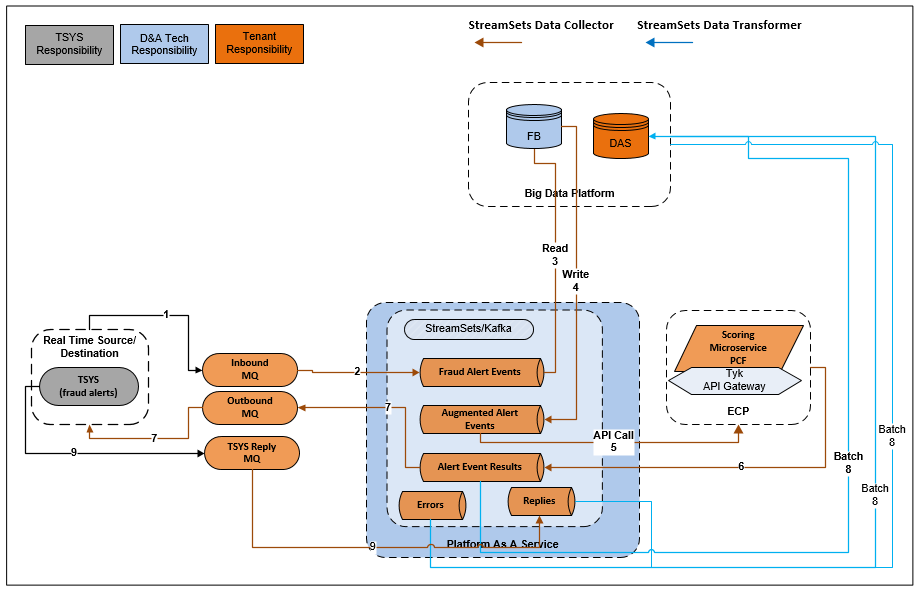 TSYS
Responsibility
D&A Tech
Responsibility
Tenant
Responsibility
StreamSets Data Collector
StreamSets Data Transformer
FB
DAS
Big Data Platform
Read
3
Write
4
1
Real Time Source/
Destination
TSYS
(fraud alerts)
7
9
Inbound
MQ
Outbound
MQ
TSYS Reply
MQ
2
7
9
StreamSets/Kafka
Fraud Alert Events
Augmented Alert
Events
Alert Event Results
Errors
Replies
Platform As A Service
API Call
5
6
Scoring
Microservice
PCF
Tyk
API Gateway
ECP
Batch
8
Batch
8
Batch
8